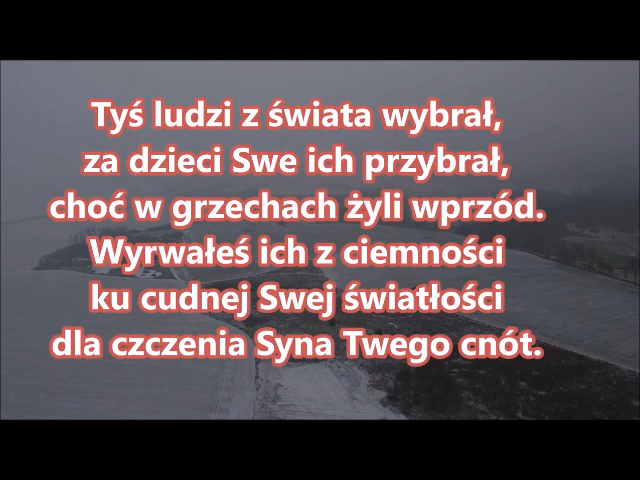 Tyś ludzi z świata wybrał,
za dzieci Swe ich przybrał,
choć w grzechach żyli wprzód.
Wyrwałeś ich z ciemności
ku cudnej Swej światłości
dla czczenia Syna Twego cnót.